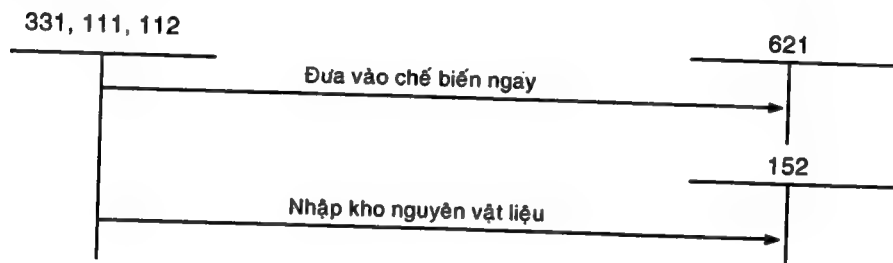 331, 111, 112
621
Đưa vào chế biến ngay
152
Nhập kho nguyên vật liệu